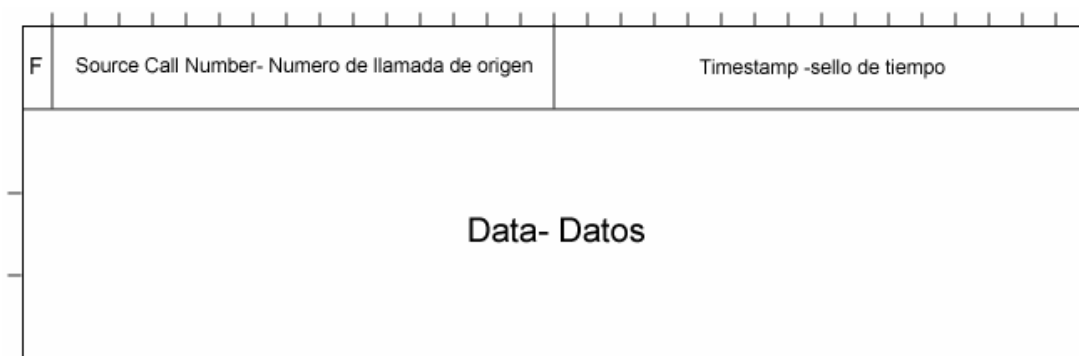 F
Source Call Number- Numero de llamada de origen
Timestamp -sello de tiempo
Data- Datos